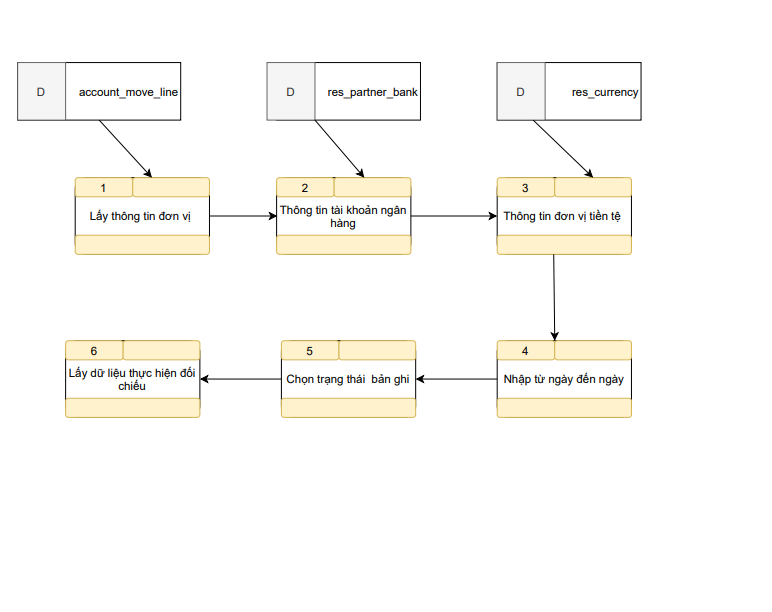 D
account_move_line
D
res_partner_bank
D
res_currency
1
Lấy thông tin đơn vị
2
Thông tin tài khoản ngân
hàng
3
Thông tin đơn vị tiền tệ
6
Lấy dữ liệu thực hiện đối
chiếu
5
Chọn trạng thái  bản ghi
4
Nhập từ ngày đến ngày